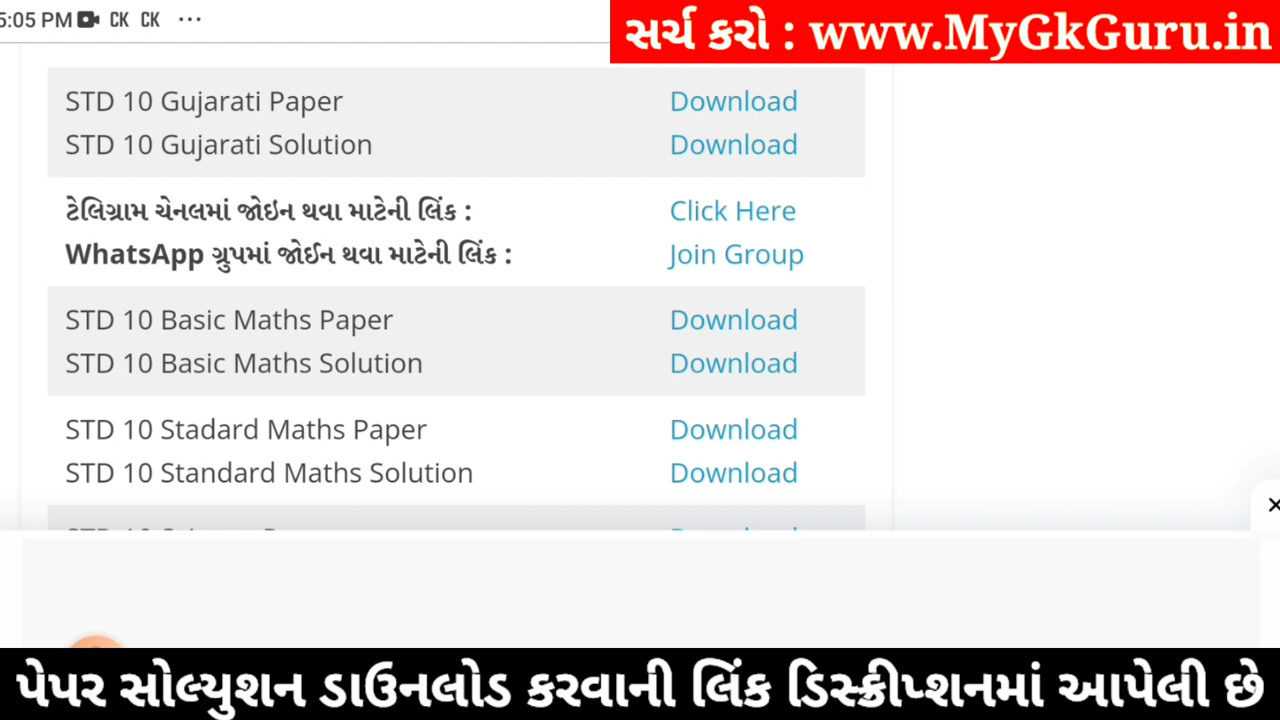 5:05 PM CK CK ...
સર્ચ કરો : www.MyGkGuru.in
STD 10 Gujarati Paper Download
STD 10 Gujarati Solution Download
ટેલિગ્રામ ચેનલમાં જોઇન થવા માટેની લિંક : Click Here
WhatsApp ગ્રુપમાં જોઈન થવા માટેની લિંક : Join Group
STD 10 Basic Maths Paper Download
STD 10 Basic Maths Solution Download
STD 10 Stadard Maths Paper Download
STD 10 Standard Maths Solution Download
પેપર સોલ્યુશન ડાઉનલોડ કરવાની લિંક ડિસ્ક્રીપ્શનમાં આપેલી છે